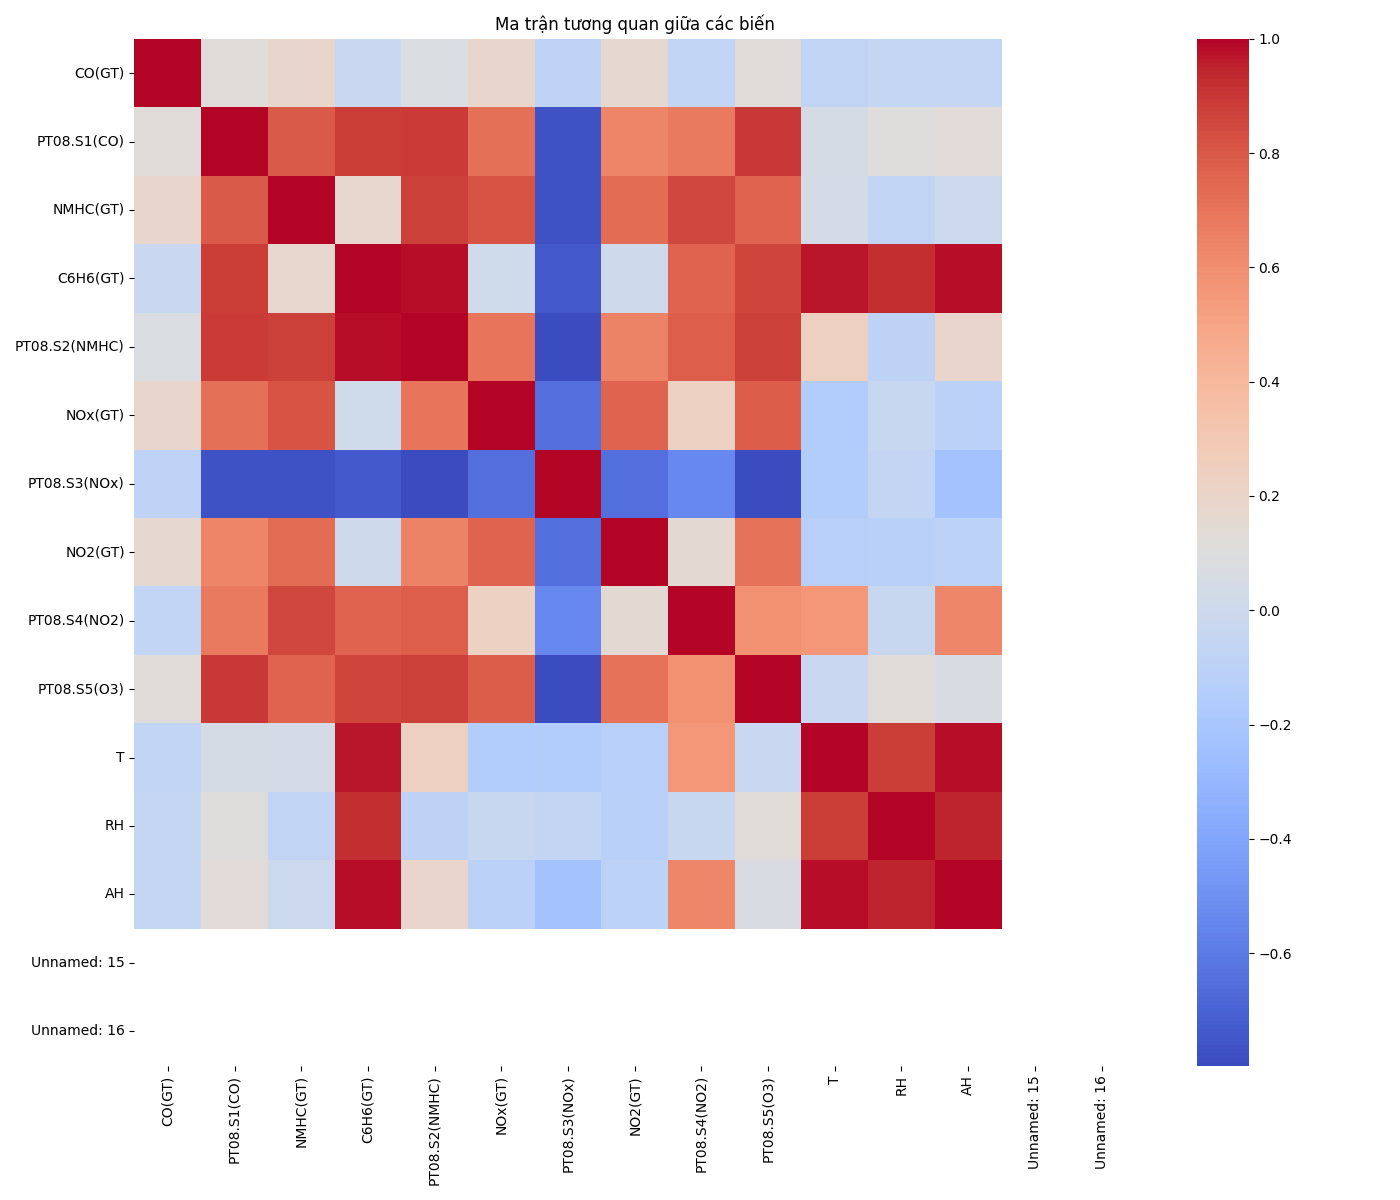 Ma trận tương quan giữa các biến
CO(GT)
PT08.S1(CO)
NMHC(GT)
C6H6(GT)
PT08.S2(NMHC)
NOx(GT)
PT08.S3(NOx)
NO2(GT)
PT08.S4(NO2)
PT08.S5(O3)
T
RH
AH
Unnamed: 15
Unnamed: 16
CO(GT)
PT08.S1(CO)
NMHC(GT)
C6H6(GT)
PT08.S2(NMHC)
NOx(GT)
PT08.S3(NOx)
NO2(GT)
PT08.S4(NO2)
PT08.S5(O3)
T
RH
AH
Unnamed: 15
Unnamed: 16
1.0
0.8
0.6
0.4
0.2
0.0
−0.2
−0.4
−0.6